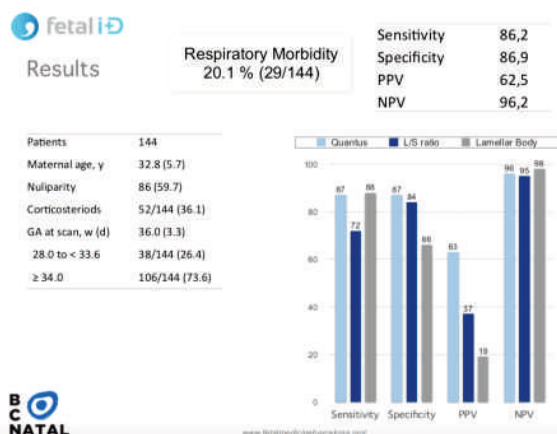 fetal iD
Results
Respiratory Morbidity
20.1 % (29/144)
Sensitivity 86,2
Specificity 86,9
PPV 62,5
NPV 96,2
Patients 144
Maternal age, y 32.8 (5.7)
Nuliparity 86 (59.7)
Corticosteriods 52/144 (36.1)
GA at scan, w (d) 36.0 (3.3)
28.0 to < 33.6 38/144 (26.4)
≥ 34.0 106/144 (73.6)
Quantus L/S ratio Lamellar Body
100
80
60
40
20
0
87 72 88
87 84 66
63 37 19
96 95 98
Sensitivity Specificity PPV NPV
B
C
NATAL